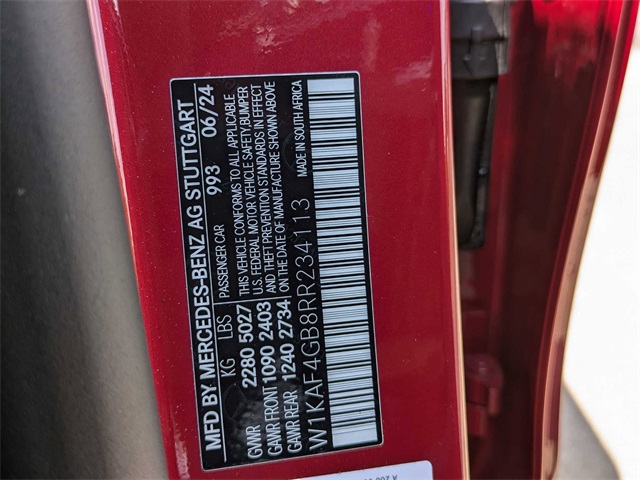 MFD BY MERCEDES-BENZ AG STUTTGART
KG LBS PASSENGER CAR 993 06/24
GVWR 2280 5027 THIS VEHICLE CONFORMS TO ALL APPLICABLE
U.S. FEDERAL MOTOR VEHICLE SAFETY, BUMPER
GAWR FRONT 1090 2403 AND THEFT PREVENTION STANDARDS IN EFFECT
GAWR REAR 1240 2734 ON THE DATE OF MANUFACTURE SHOWN ABOVE
W1KAF4GB8RR234113 MADE IN SOUTH AFRICA